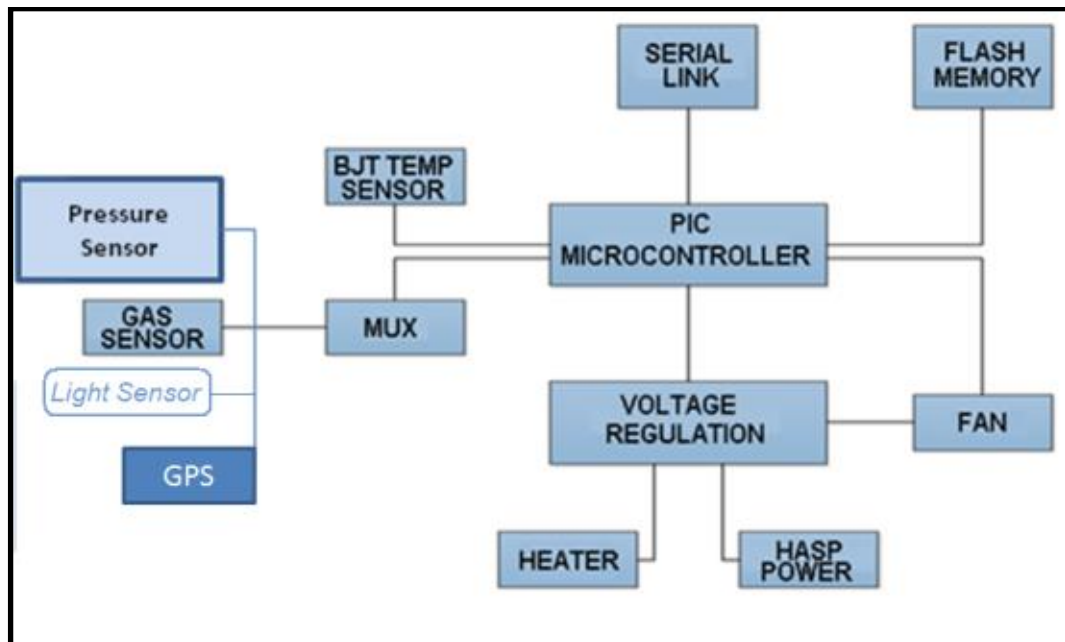 SERIAL
LINK
FLASH
MEMORY
BJT TEMP
SENSOR
Pressure
Sensor
PIC
MICROCONTROLLER
GAS
SENSOR
MUX
Light Sensor
VOLTAGE
REGULATION
FAN
GPS
HEATER
HASP
POWER